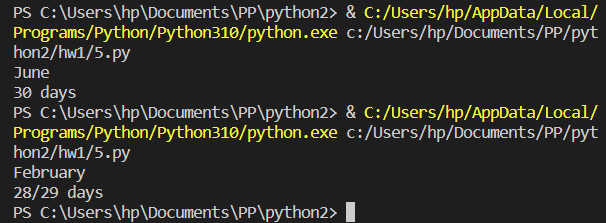 PS C:\Users\hp\Documents\PP\python2> & C:/Users/hp/AppData/Local/
Programs/Python/Python310/python.exe c:/Users/hp/Documents/PP/pyt
hon2/hw1/5.py
June
30 days
PS C:\Users\hp\Documents\PP\python2> & C:/Users/hp/AppData/Local/
Programs/Python/Python310/python.exe c:/Users/hp/Documents/PP/pyt
hon2/hw1/5.py
February
28/29 days
PS C:\Users\hp\Documents\PP\python2>